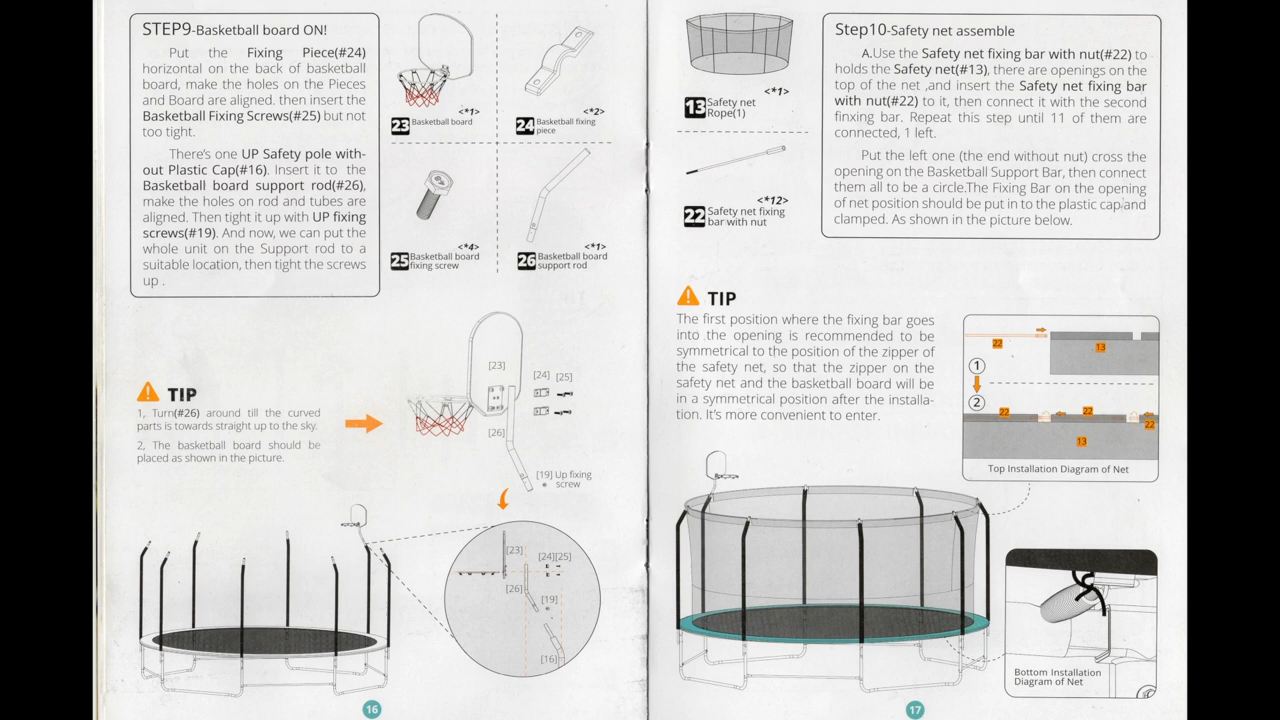 STEP9-Basketball board ON!
Put the Fixing Piece(#24)
horizontal on the back of basketball
board, make the holes on the Pieces
and Board are aligned. then insert the
Basketball Fixing Screws(#25) but not
too tight.
There's one UP Safety pole with-
out Plastic Cap(#16). Insert it to the
Basketball board support rod(#26),
make the holes on rod and tubes are
aligned. Then tight it up with UP fixing
screws(#19). And now, we can put the
whole unit on the Support rod to a
suitable location, then tight the screws
up .
<*1>
23 Basketball board
<*2>
24 Basketball fixing
piece
<*4>
25 Basketball board
fixing screw
<*1>
26 Basketball board
support rod
TIP
1, Turn(#26) around till the curved
parts is towards straight up to the sky.
2, The basketball board should be
placed as shown in the picture.
[23]
[24] [25]
[26]
[19] Up fixing
screw
[23]
[24][25]
[26]
[19]
[16]
16
<*1>
13 Safety net
Rope(1)
<*12>
22 Safety net fixing
bar with nut
Step10-Safety net assemble
A.Use the Safety net fixing bar with nut(#22) to
holds the Safety net(#13), there are openings on the
top of the net ,and insert the Safety net fixing bar
with nut(#22) to it, then connect it with the second
finxing bar. Repeat this step until 11 of them are
connected, 1 left.
Put the left one (the end without nut) cross the
opening on the Basketball Support Bar, then connect
them all to be a circle.The Fixing Bar on the opening
of net position should be put in to the plastic cap and
clamped. As shown in the picture below.
TIP
The first position where the fixing bar goes
into the opening is recommended to be
symmetrical to the position of the zipper of
the safety net, so that the zipper on the
safety net and the basketball board will be
in a symmetrical position after the installa-
tion. It's more convenient to enter.
22
13
1
2
22
22
22
13
Top Installation Diagram of Net
Bottom Installation
Diagram of Net
17